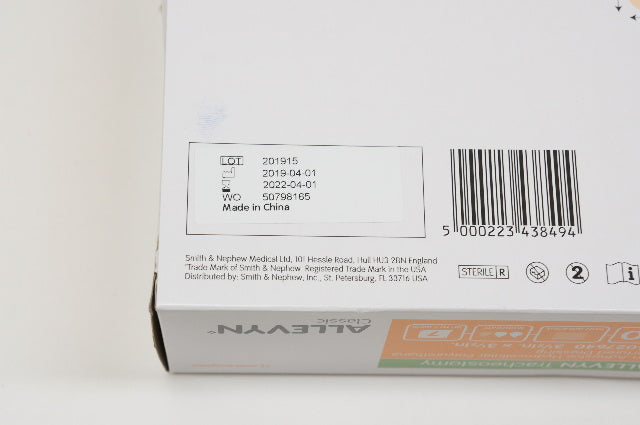 LOT 201915
2019-04-01
2022-04-01
WO 50798165
Made in China
5 000223 438494
Smith & Nephew Medical Ltd, 101 Hessle Road, Hull HU3 2BN England
Trade Mark of Smith & Nephew. Registered Trade Mark in the USA
Distributed by: Smith & Nephew, Inc., St. Petersburg, FL 33716 USA
STERILE R
2
i
ALLEVYN
Classic
ALLEVYN Tracheostomy